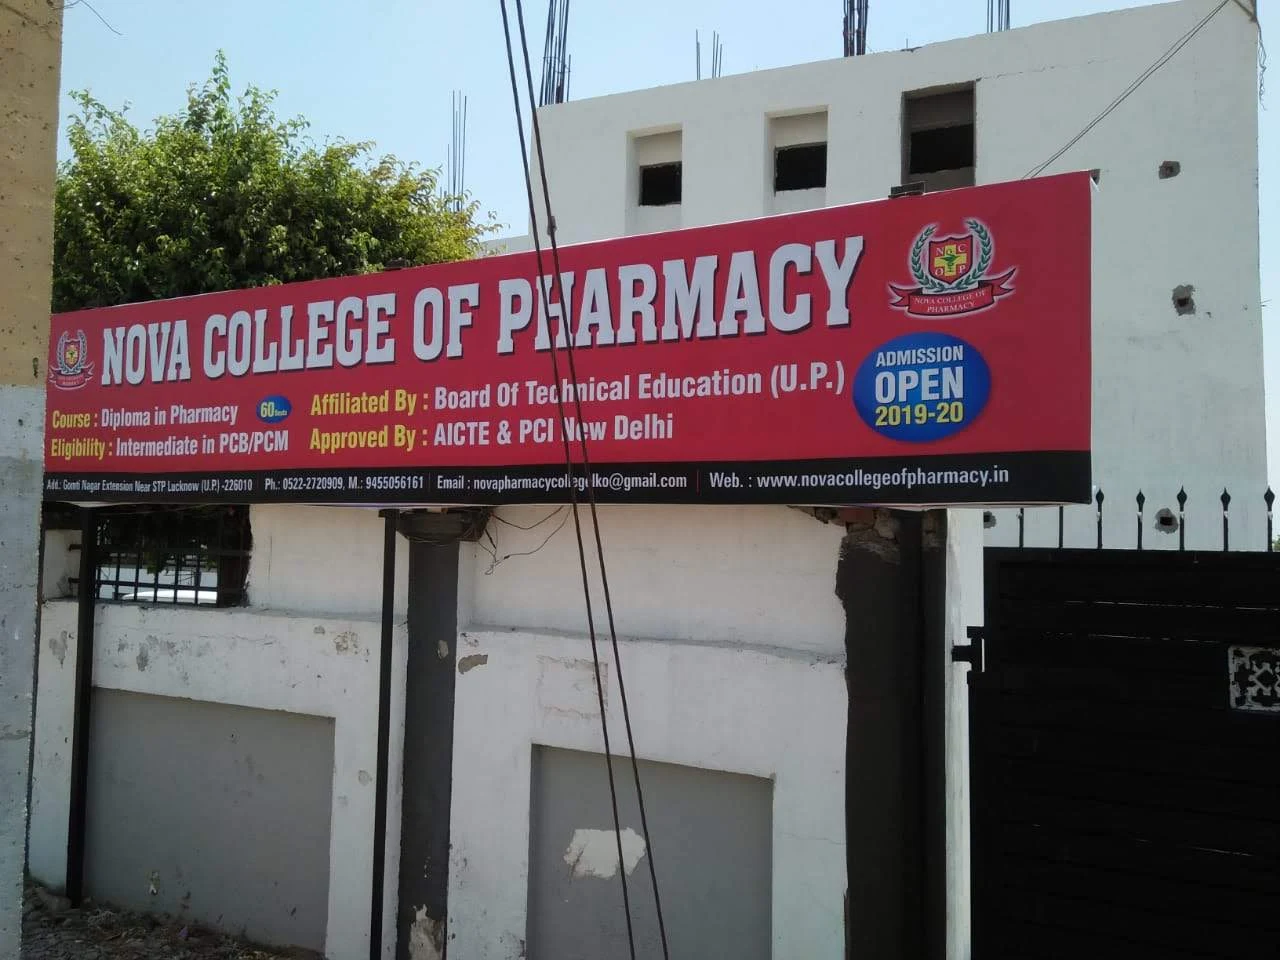 NOVA COLLEGE OF PHARMACY
N C
O P
NOVA COLLEGE OF
PHARMACY
Course : Diploma in Pharmacy 60 Seats
Eligibility : Intermediate in PCB/PCM
Affiliated By : Board Of Technical Education (U.P.)
Approved By : AICTE & PCI New Delhi
ADMISSION
OPEN
2019-20
Add.: Gomti Nagar Extension Near STP Lucknow (U.P.) -226010 | Ph.: 0522-2720909, M.: 9455056161 | Email : novapharmacycollegelko@gmail.com | Web. : www.novacollegeofpharmacy.in